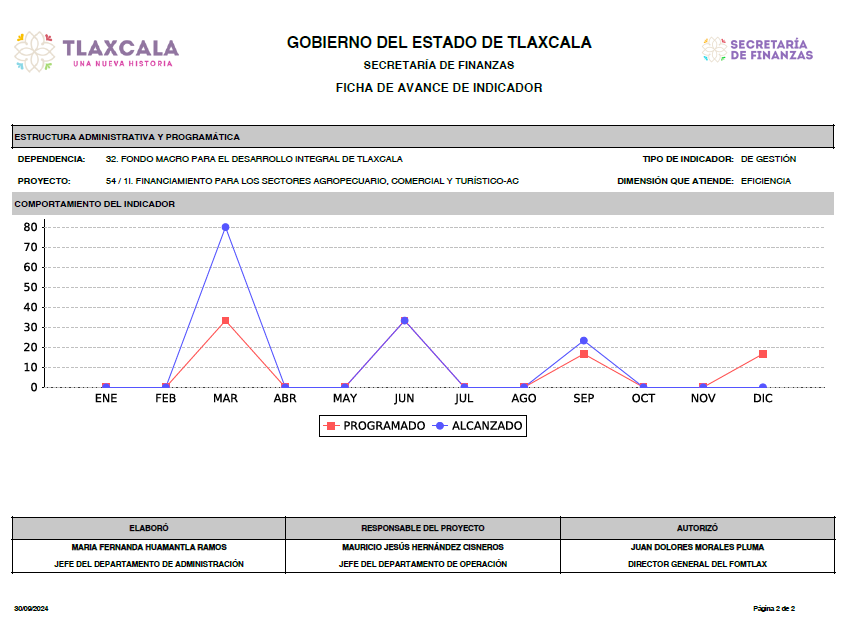 TLAXCALA
UNA NUEVA HISTORIA
GOBIERNO DEL ESTADO DE TLAXCALA
SECRETARÍA DE FINANZAS
FICHA DE AVANCE DE INDICADOR
SECRETARÍA
DE FINANZAS
ESTRUCTURA ADMINISTRATIVA Y PROGRAMÁTICA
DEPENDENCIA: 32. FONDO MACRO PARA EL DESARROLLO INTEGRAL DE TLAXCALA TIPO DE INDICADOR: DE GESTIÓN
PROYECTO: 54 / 1I. FINANCIAMIENTO PARA LOS SECTORES AGROPECUARIO, COMERCIAL Y TURÍSTICO-AC DIMENSIÓN QUE ATIENDE: EFICIENCIA
COMPORTAMIENTO DEL INDICADOR
80
70
60
50
40
30
20
10
0
ENE FEB MAR ABR MAY JUN JUL AGO SEP OCT NOV DIC
PROGRAMADO ALCANZADO
ELABORÓ RESPONSABLE DEL PROYECTO AUTORIZÓ
MARIA FERNANDA HUAMANTLA RAMOS MAURICIO JESÚS HERNÁNDEZ CISNEROS JUAN DOLORES MORALES PLUMA
JEFE DEL DEPARTAMENTO DE ADMINISTRACIÓN JEFE DEL DEPARTAMENTO DE OPERACIÓN DIRECTOR GENERAL DEL FOMTLAX
30/09/2024 Página 2 de 2